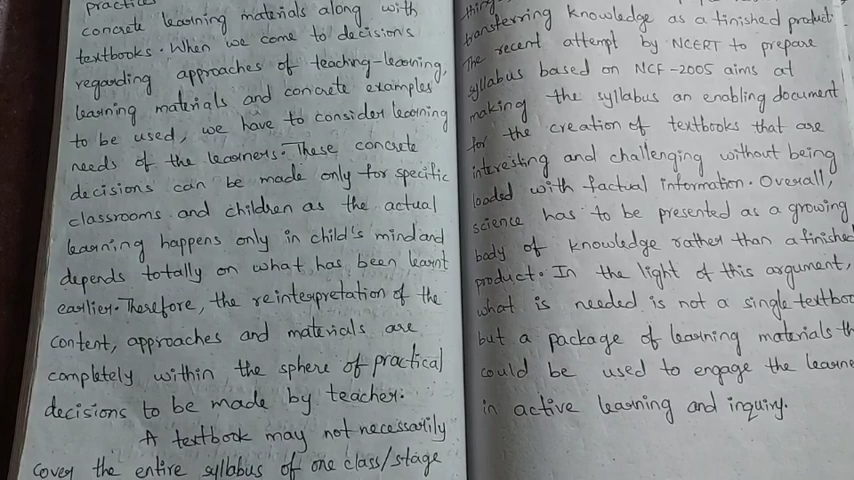 practice
concrete learning materials along with
textbooks. When we come to decisions
regarding approaches of teaching-learning,
learning materials and concrete examples
to be used, we have to consider learning
needs of the learners. These concrete
decisions can be made only for specific
classrooms and children as the actual
learning happens only in child's mind and
depends totally on what has been learnt
earlier. Therefore, the reinterpretation of the
content, approaches and materials are
completely within the sphere of practical
decisions to be made by teacher.
A textbook may not necessarily
cover the entire syllabus of one class/stage
thing
transferring knowledge as a finished product
The recent attempt by NCERT to prepare
syllabus based on NCF-2005 aims at
making the syllabus an enabling document
for the creation of textbooks that are
interesting and challenging without being
loaded with factual information. Overall,
science has to be presented as a growing
body of knowledge rather than a finished
product. In the light of this argument,
what is needed is not a single textboo
but a package of learning materials th
could be used to engage the learne
in active learning and inquiry.